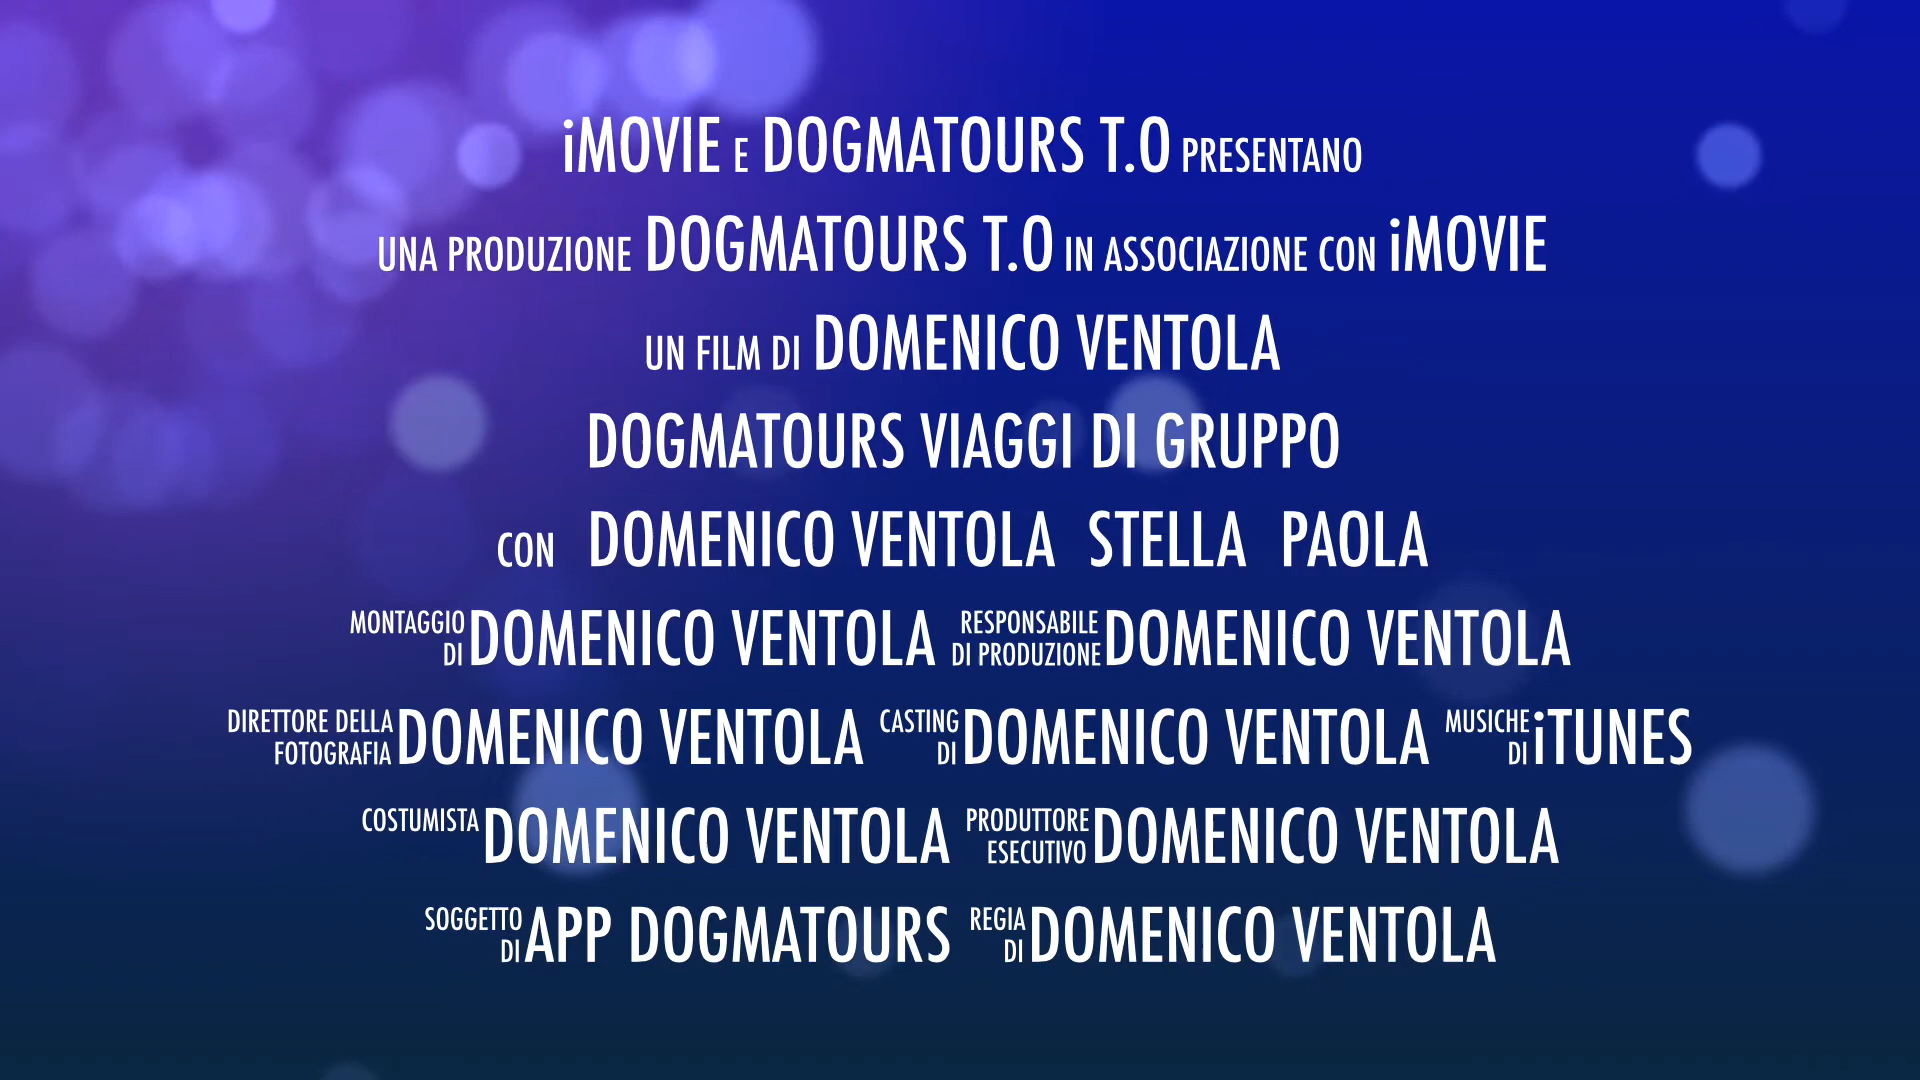 iMOVIE E DOGMATOURS T.O PRESENTANO
UNA PRODUZIONE DOGMATOURS T.O IN ASSOCIAZIONE CON iMOVIE
UN FILM DI DOMENICO VENTOLA
DOGMATOURS VIAGGI DI GRUPPO
CON DOMENICO VENTOLA STELLA PAOLA
MONTAGGIO DI DOMENICO VENTOLA RESPONSABILE DI PRODUZIONE DOMENICO VENTOLA
DIRETTORE DELLA FOTOGRAFIA DOMENICO VENTOLA CASTING DI DOMENICO VENTOLA MUSICHE DI iTUNES
COSTUMISTA DOMENICO VENTOLA PRODUTTORE ESECUTIVO DOMENICO VENTOLA
SOGGETTO DI APP DOGMATOURS REGIA DI DOMENICO VENTOLA